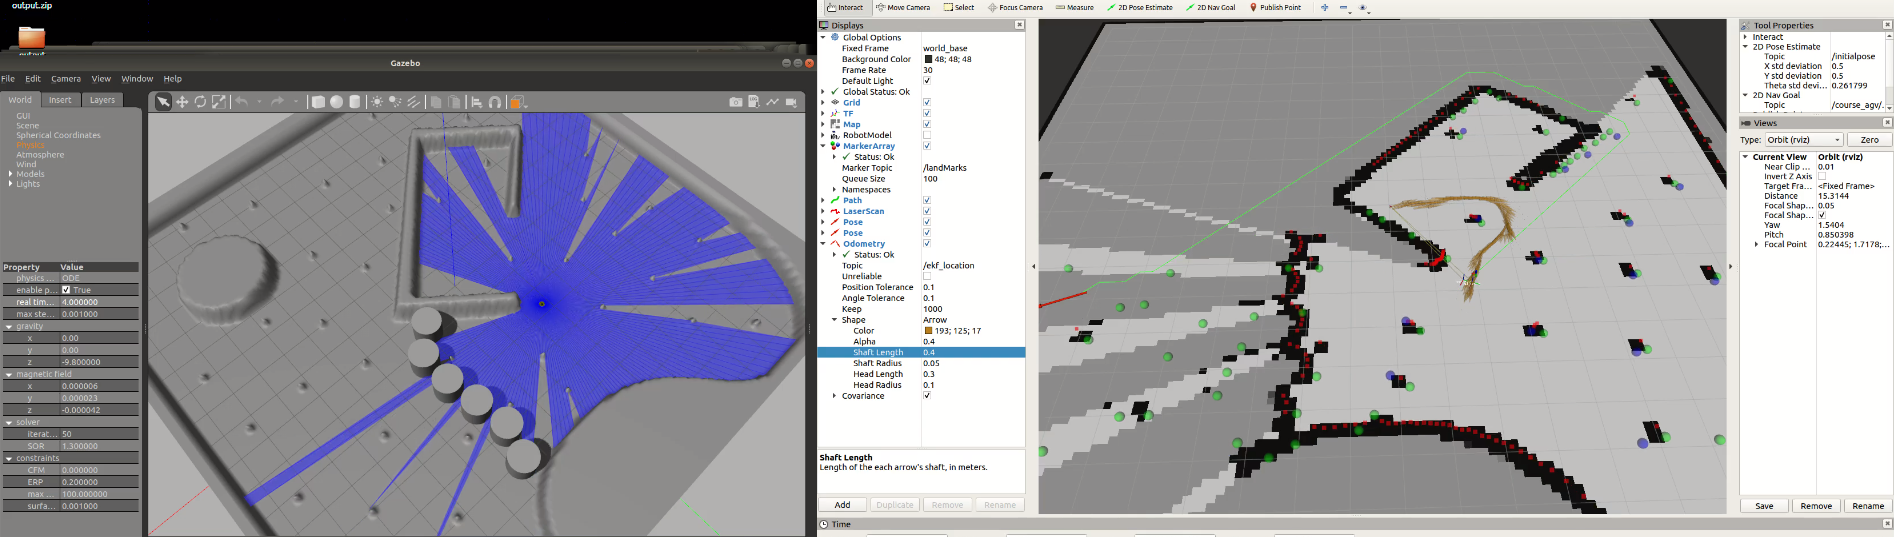 output.zip
output
Gazebo
File Edit Camera View Window Help
World Insert Layers
GUI
Scene
Spherical Coordinates
Physics
Atmosphere
Wind
Models
Lights
Property Value
physics ... ODE
enable p... True
real tim... 4.000000
max ste... 0.001000
gravity
x 0.00
y 0.00
z -9.800000
magnetic field
x 0.000006
y 0.000023
z -0.000042
solver
iterat... 50
SOR 1.300000
constraints
CFM 0.000000
ERP 0.200000
max ... 100.000000
surfa... 0.001000
Interact Move Camera Select Focus Camera Measure 2D Pose Estimate 2D Nav Goal Publish Point
Displays
Global Options
Fixed Frame world_base
Background Color 48; 48; 48
Frame Rate 30
Default Light
Global Status: Ok
Grid
TF
Map
RobotModel
MarkerArray
Status: Ok
Marker Topic /landMarks
Queue Size 100
Namespaces
Path
LaserScan
Pose
Pose
Odometry
Status: Ok
Topic /ekf_location
Unreliable
Position Tolerance 0.1
Angle Tolerance 0.1
Keep 1000
Shape Arrow
Color 193; 125; 17
Alpha 0.4
Shaft Length 0.4
Shaft Radius 0.05
Head Length 0.3
Head Radius 0.1
Covariance
Shaft Length
Length of the each arrow's shaft, in meters.
Add Duplicate Remove Rename
Time
Tool Properties
Interact
2D Pose Estimate
Topic /initialpose
X std deviation 0.5
Y std deviation 0.5
Theta std devi... 0.261799
2D Nav Goal
Topic /course_agv/...
Views
Type: Orbit (rviz) Zero
Current View Orbit (rviz)
Near Clip ... 0.01
Invert Z Axis
Target Fra... <Fixed Frame>
Distance 15.3144
Focal Shap... 0.05
Focal Shap...
Yaw 1.5404
Pitch 0.850398
Focal Point 0.22445; 1.7178;...
Save Remove Rename